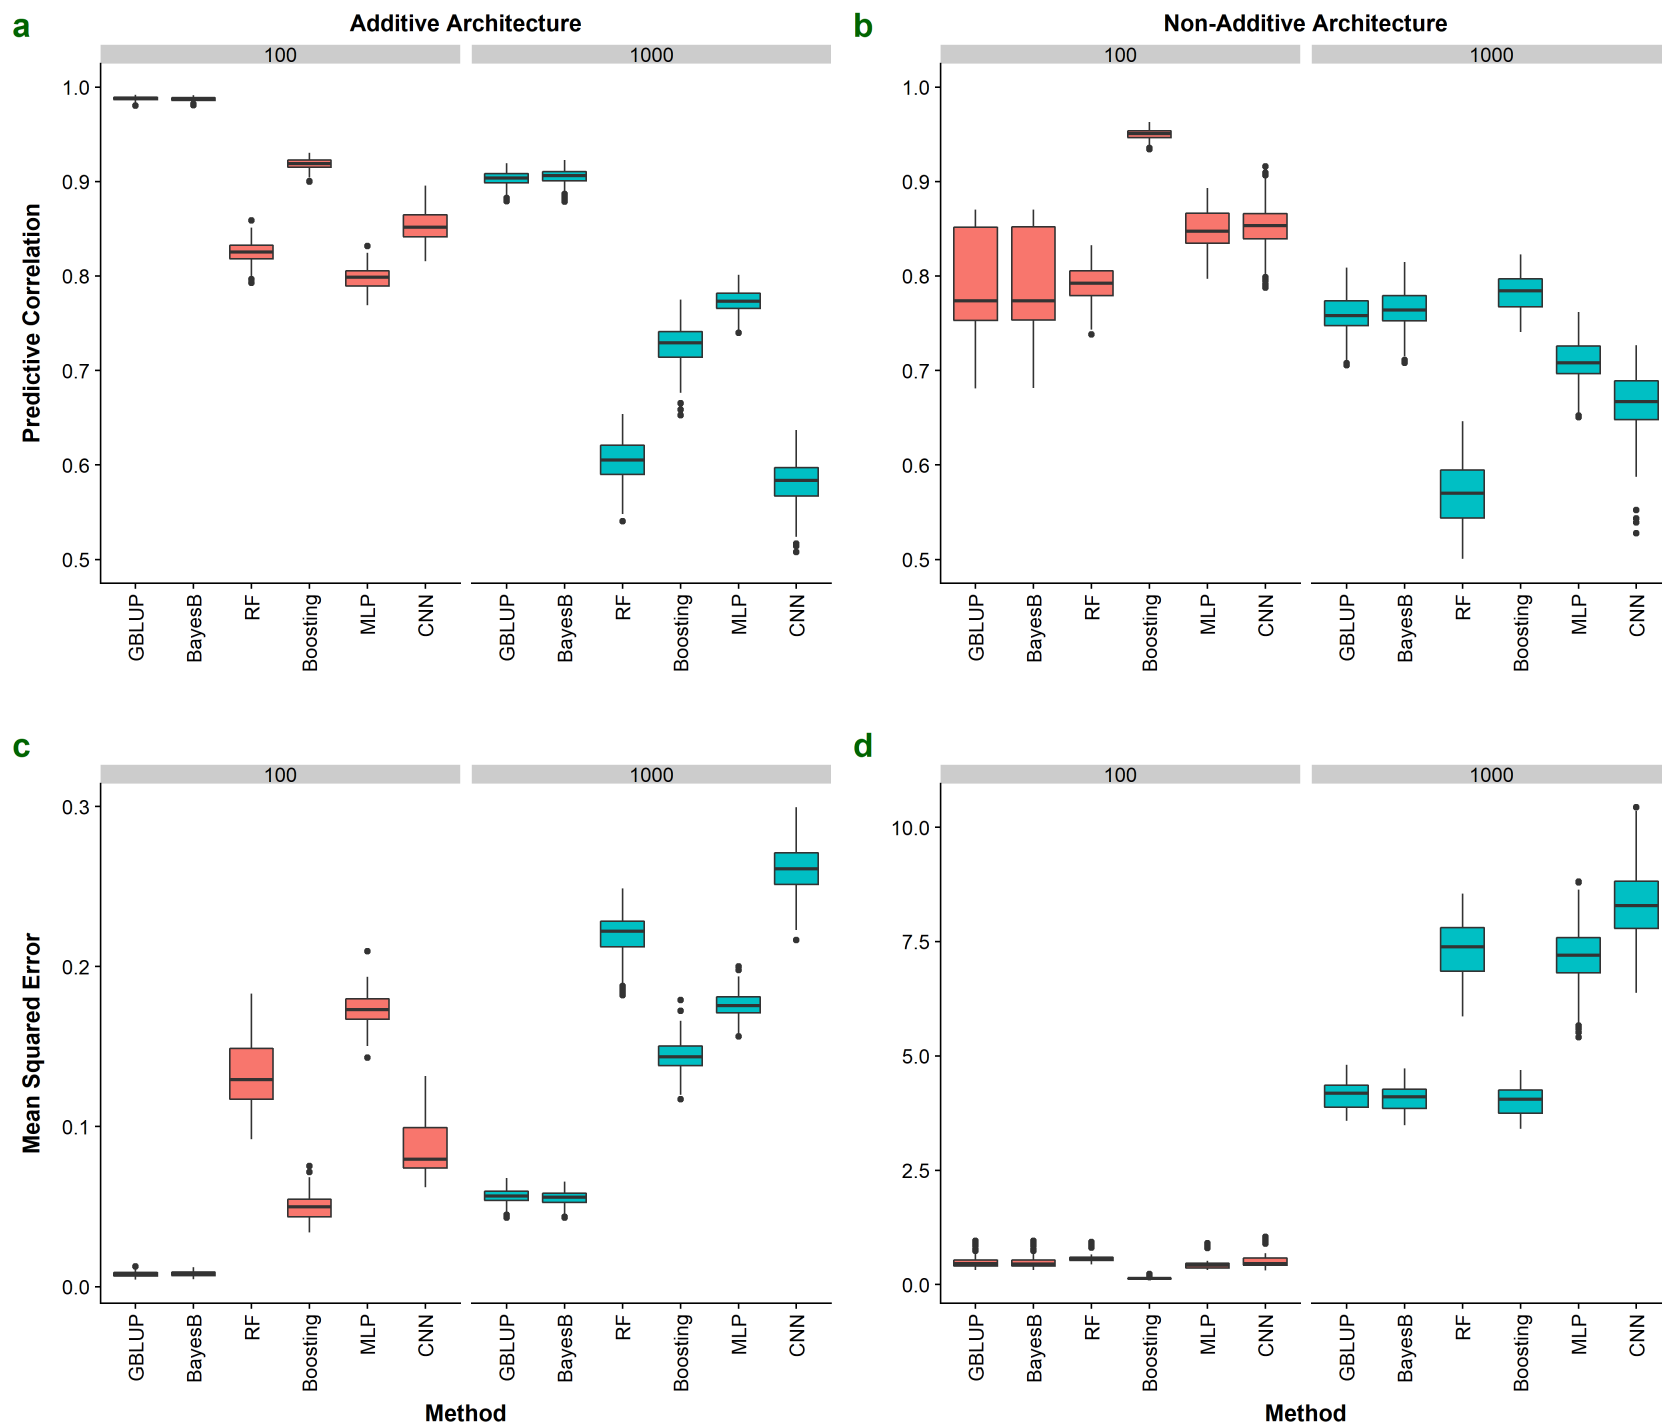 a Additive Architecture
b Non-Additive Architecture
100 1000
100 1000
Predictive Correlation
1.0
0.9
0.8
0.7
0.6
0.5
GBLUP BayesB RF Boosting MLP CNN GBLUP BayesB RF Boosting MLP CNN
1.0
0.9
0.8
0.7
0.6
0.5
GBLUP BayesB RF Boosting MLP CNN GBLUP BayesB RF Boosting MLP CNN
c
100 1000
Mean Squared Error
0.3
0.2
0.1
0.0
GBLUP BayesB RF Boosting MLP CNN GBLUP BayesB RF Boosting MLP CNN
Method
d
100 1000
10.0
7.5
5.0
2.5
0.0
GBLUP BayesB RF Boosting MLP CNN GBLUP BayesB RF Boosting MLP CNN
Method